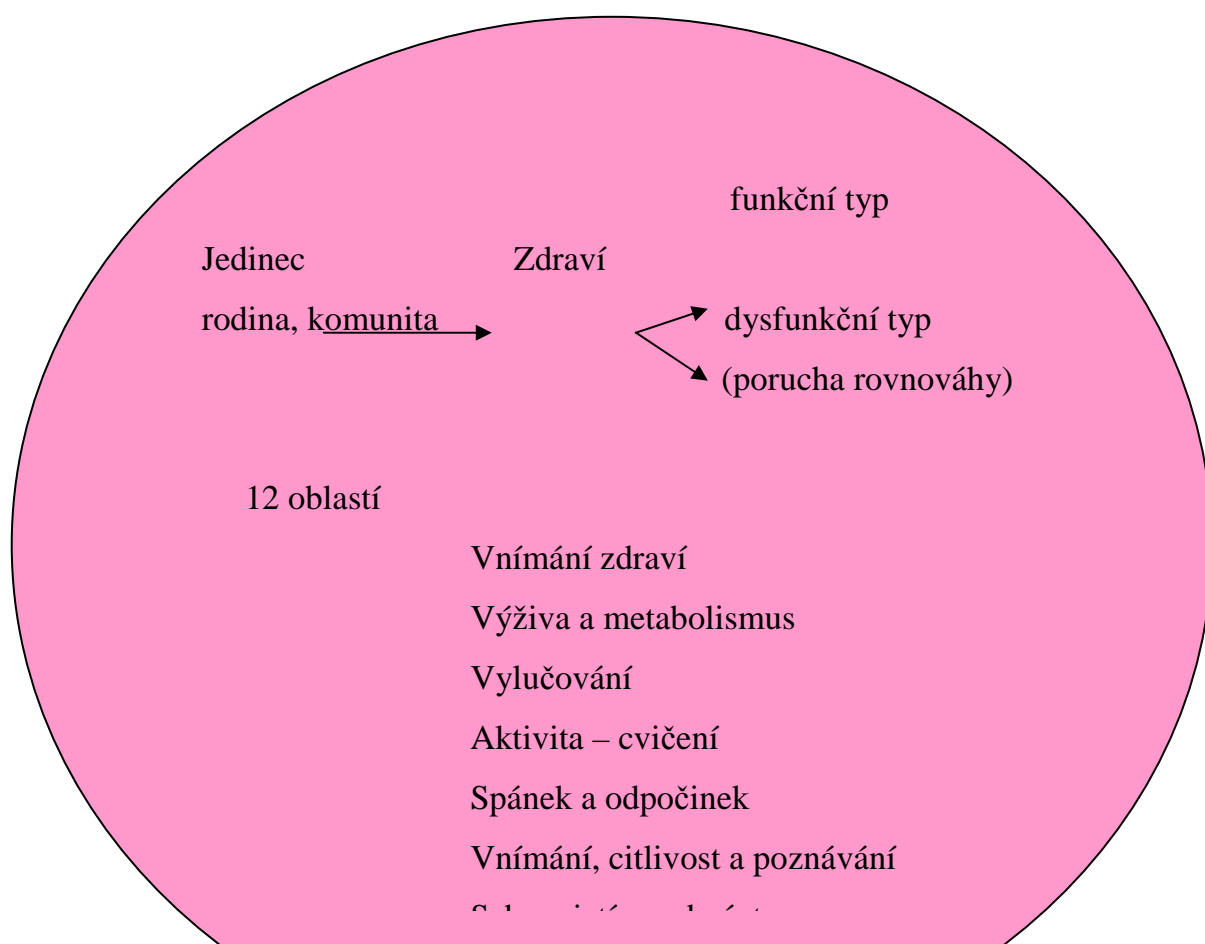 funkční typ
Jedinec Zdraví
rodina, komunita dysfunkční typ
(porucha rovnováhy)
12 oblastí
Vnímání zdraví
Výživa a metabolismus
Vylučování
Aktivita – cvičení
Spánek a odpočinek
Vnímání, citlivost a poznávání